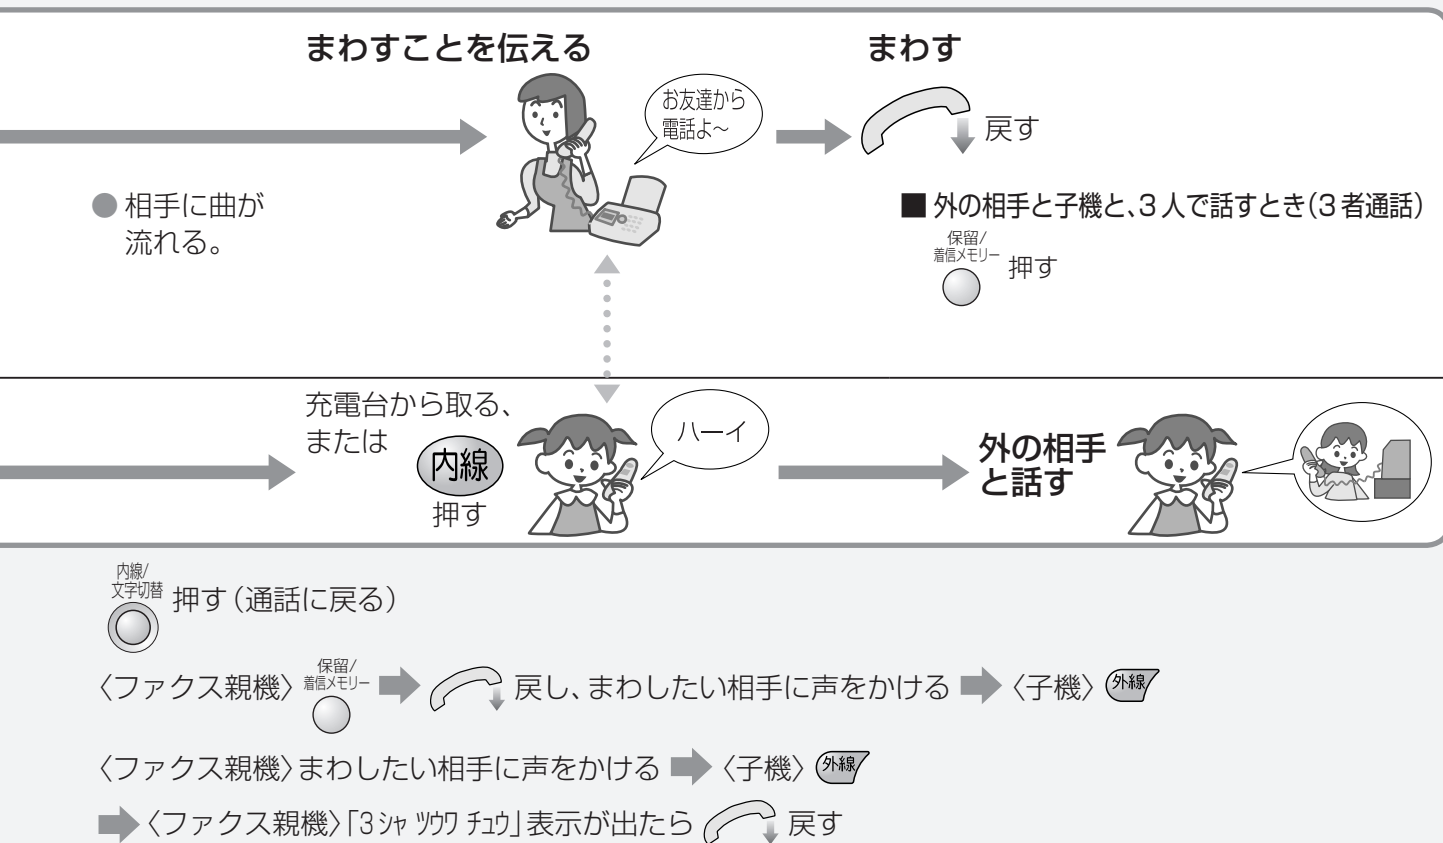 まわすことを伝える
まわす
お友達から
電話よ～
戻す
●相手に曲が
流れる。
■ 外の相手と子機と、3人で話すとき（3者通話）
保留/
着信メモリー
押す
充電台から取る、
または
内線
押す
ハーイ
外の相手
と話す
内線/
文字切替
押す（通話に戻る）
〈ファクス親機〉 保留/
着信メモリー
戻し、まわしたい相手に声をかける 〈子機〉 外線
〈ファクス親機〉まわしたい相手に声をかける 〈子機〉 外線
〈ファクス親機〉「3シャ ツウワ チュウ」表示が出たら 戻す